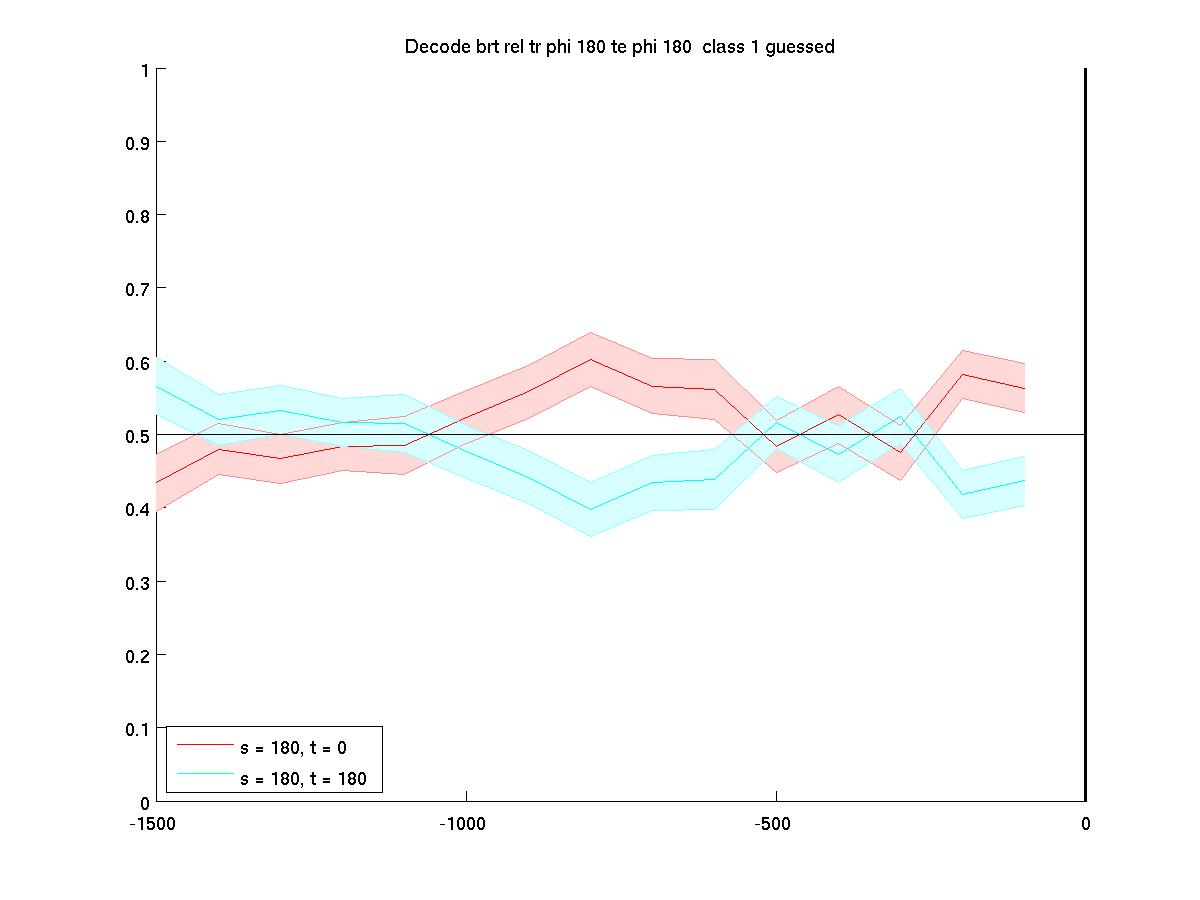 Decode brt rel tr phi 180 te phi 180  class 1 guessed
1
0.9
0.8
0.7
0.6
0.5
0.4
0.3
0.2
0.1
0
s = 180, t = 0
s = 180, t = 180
-1500 -1000 -500 0